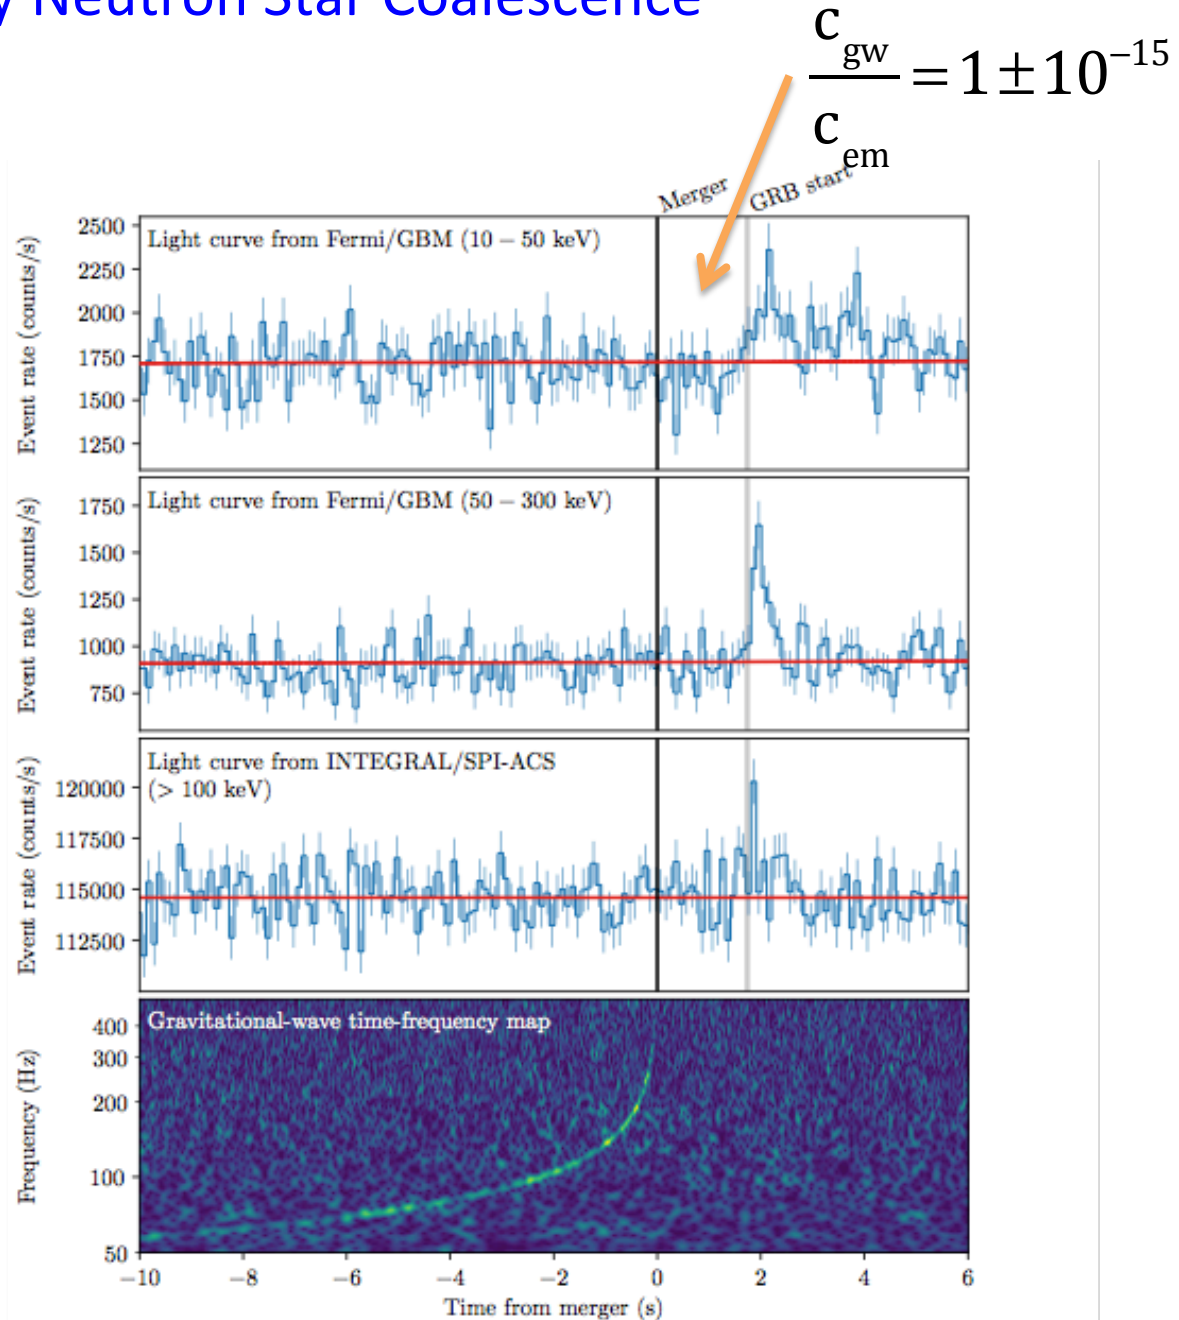 y Neutron Star Coalescence
c_gw / c_em = 1 ± 10^−15
Merger
GRB start
Light curve from Fermi/GBM (10 − 50 keV)
Event rate (counts/s)
2500
2250
2000
1750
1500
1250
Light curve from Fermi/GBM (50 − 300 keV)
Event rate (counts/s)
1750
1500
1250
1000
750
Light curve from INTEGRAL/SPI-ACS
(> 100 keV)
Event rate (counts/s)
120000
117500
115000
112500
Gravitational-wave time-frequency map
Frequency (Hz)
400
300
200
100
50
−10 −8 −6 −4 −2 0 2 4 6
Time from merger (s)